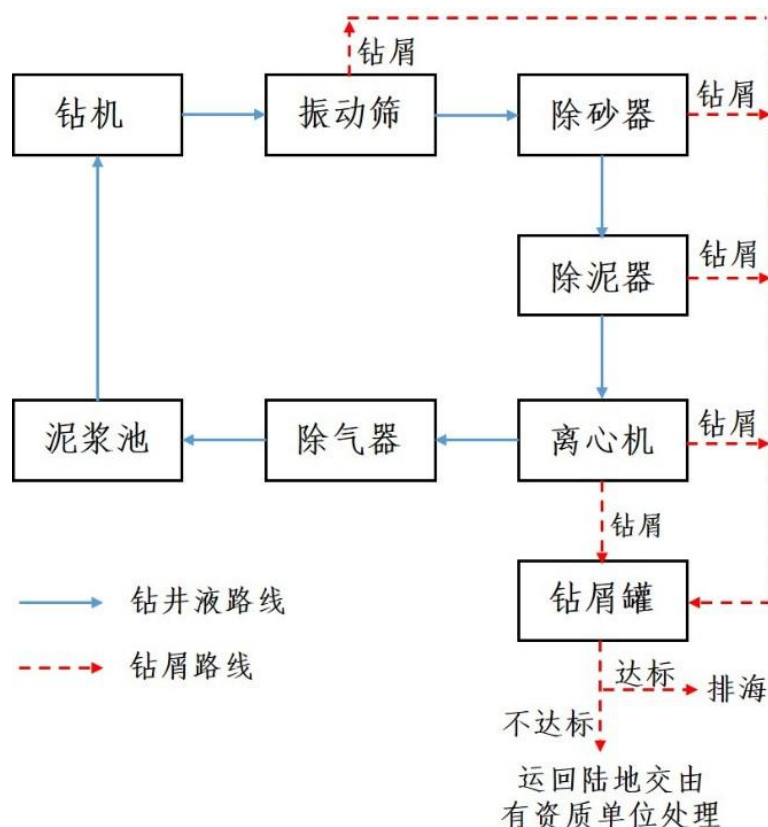 钻屑
钻机
振动筛
除砂器
钻屑
除泥器
钻屑
泥浆池
除气器
离心机
钻屑
钻屑
钻井液路线
钻屑罐
钻屑路线
达标
排海
不达标
运回陆地交由
有资质单位处理